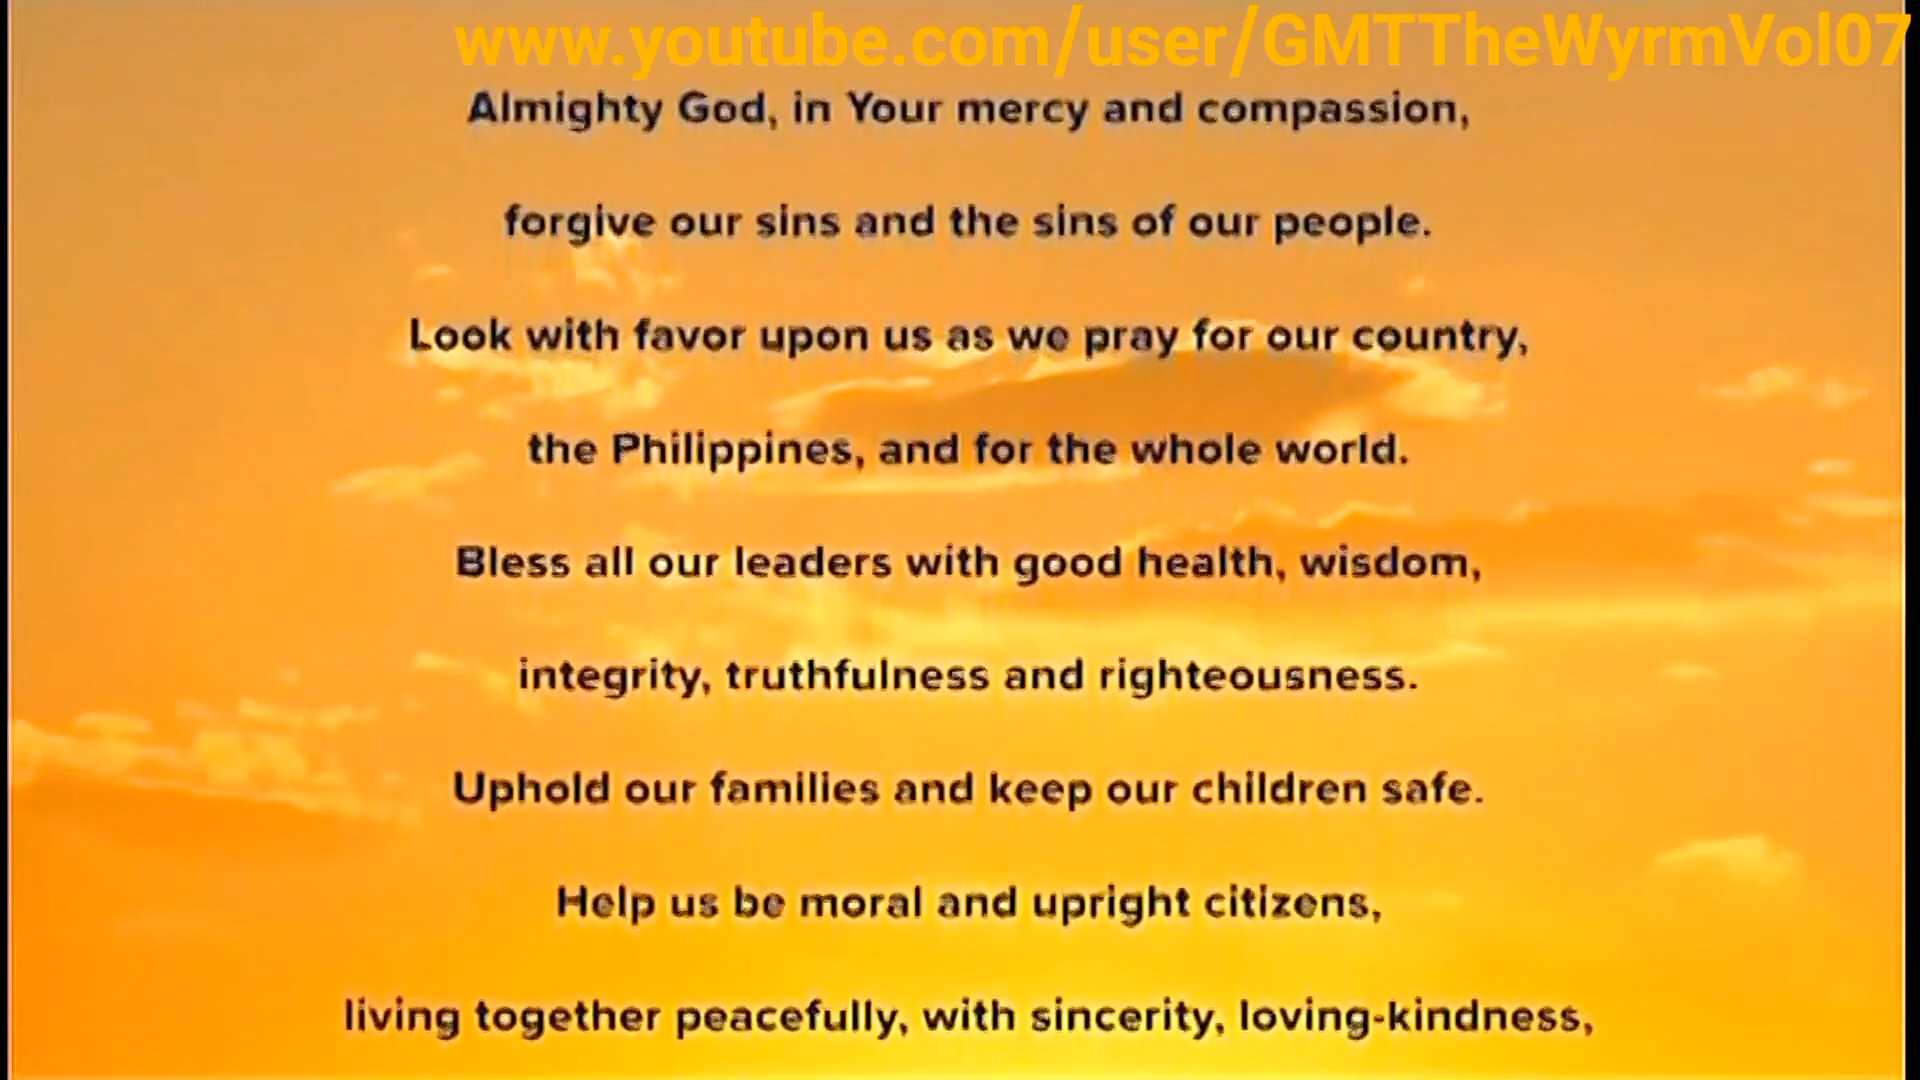 www.youtube.com/user/GMTTheWyrmVol07
Almighty God, in Your mercy and compassion,
forgive our sins and the sins of our people.
Look with favor upon us as we pray for our country,
the Philippines, and for the whole world.
Bless all our leaders with good health, wisdom,
integrity, truthfulness and righteousness.
Uphold our families and keep our children safe.
Help us be moral and upright citizens,
living together peacefully, with sincerity, loving-kindness,